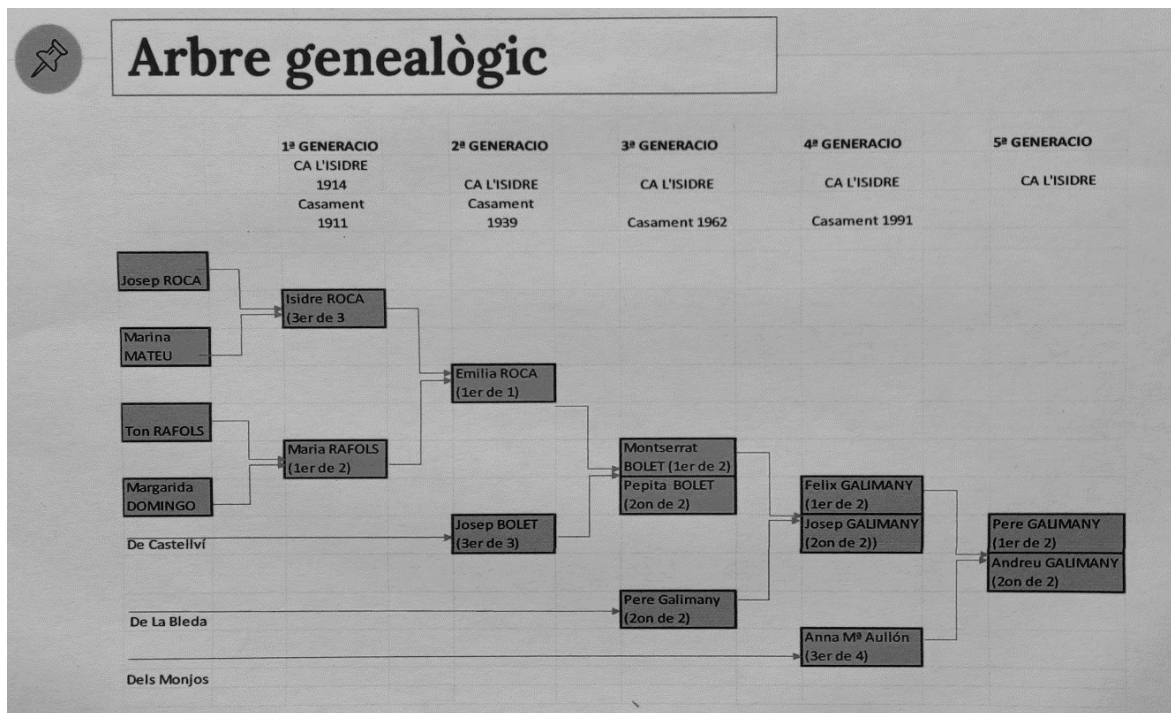 Arbre genealògic
1ª GENERACIO
CA L'ISIDRE
1914
Casament
1911
2ª GENERACIO
CA L'ISIDRE
Casament
1939
3ª GENERACIO
CA L'ISIDRE
Casament 1962
4ª GENERACIO
CA L'ISIDRE
Casament 1991
5ª GENERACIO
CA L'ISIDRE
Josep ROCA
Marina
MATEU
Ton RAFOLS
Margarida
DOMINGO
De Castellví
De La Bleda
Dels Monjos
Isidre ROCA
(3er de 3
Maria RAFOLS
(1er de 2)
Emilia ROCA
(1er de 1)
Josep BOLET
(3er de 3)
Montserrat
BOLET (1er de 2)
Pepita BOLET
(2on de 2)
Pere Galimany
(2on de 2)
Felix GALIMANY
(1er de 2)
Josep GALIMANY
(2on de 2))
Anna Mª Aullón
(3er de 4)
Pere GALIMANY
(1er de 2)
Andreu GALIMANY
(2on de 2)